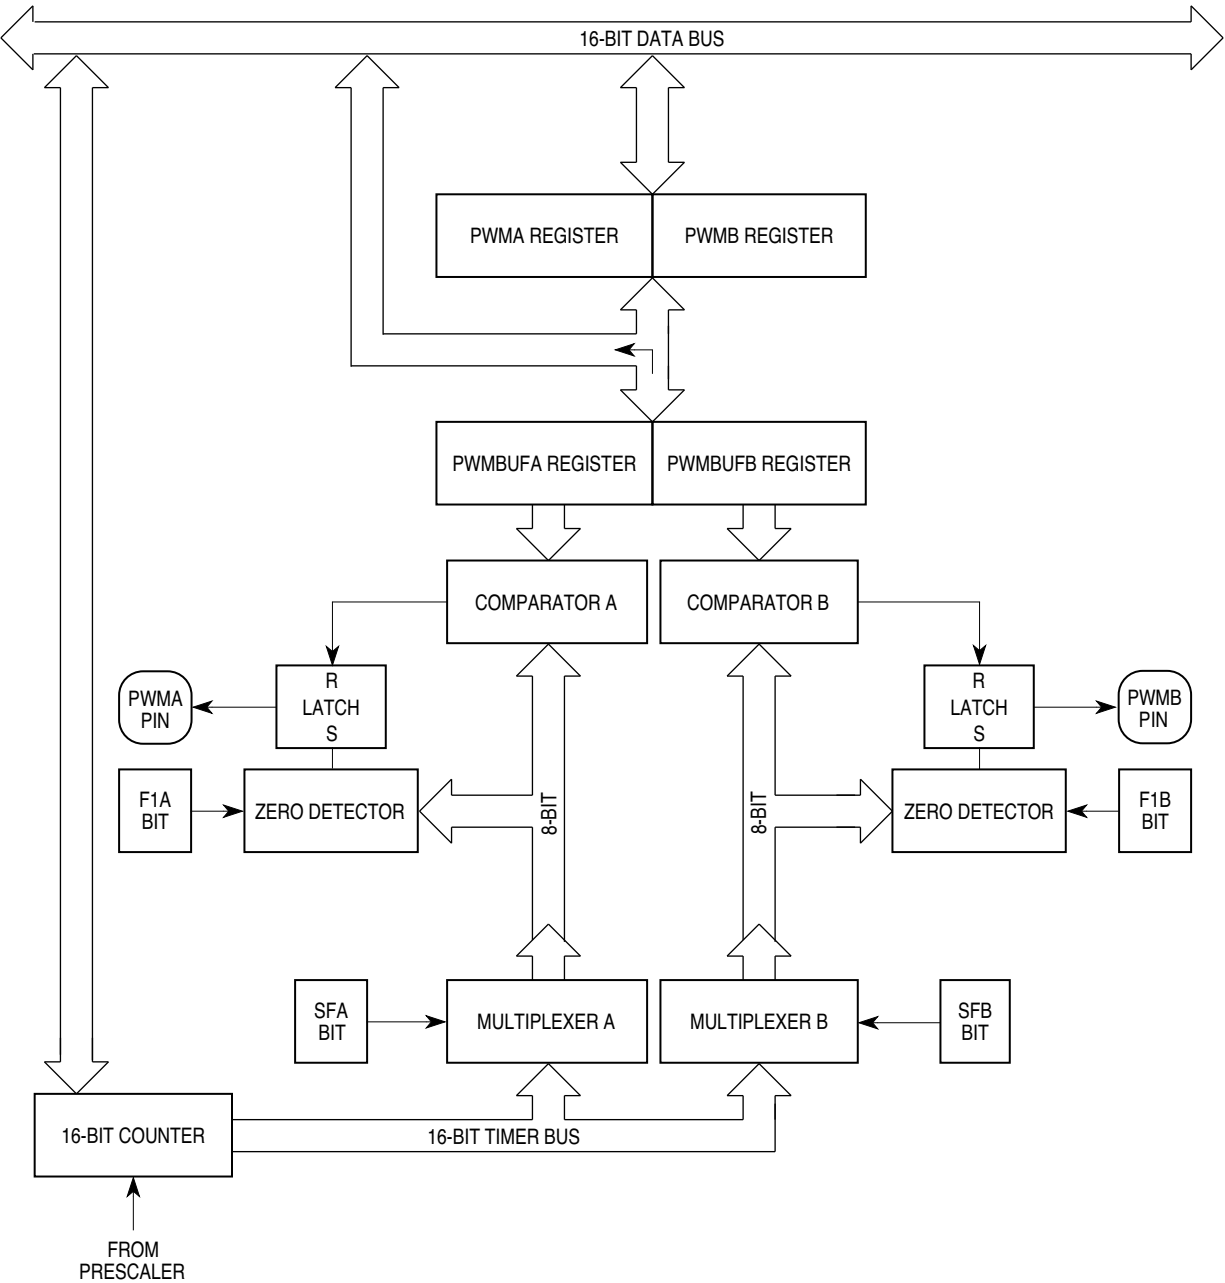 16-BIT DATA BUS
PWMA REGISTER
PWMB REGISTER
PWMBUFA REGISTER
PWMBUFB REGISTER
COMPARATOR A
COMPARATOR B
PWMA
PIN
R
LATCH
S
R
LATCH
S
PWMB
PIN
F1A
BIT
ZERO DETECTOR
8-BIT
8-BIT
ZERO DETECTOR
F1B
BIT
SFA
BIT
MULTIPLEXER A
MULTIPLEXER B
SFB
BIT
16-BIT COUNTER
16-BIT TIMER BUS
FROM
PRESCALER